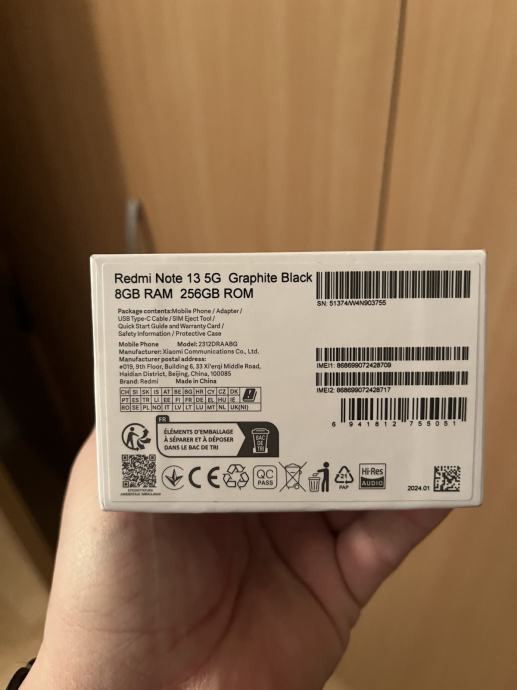 Redmi Note 13 5G Graphite Black
8GB RAM 256GB ROM
SN: 51374/W4N903755
Package contents:Mobile Phone / Adapter /
USB Type-C Cable / SIM Eject Tool /
Quick Start Guide and Warranty Card /
Safety Information / Protective Case
Mobile Phone Model: 2312DRAABG
Manufacturer: Xiaomi Communications Co., Ltd.
Manufacturer postal address:
#019, 9th Floor, Building 6, 33 Xi'erqi Middle Road,
Haidian District, Beijing, China, 100085
Brand: Redmi Made in China
IMEI1: 868699072428709
IMEI2: 868699072428717
6 941812 755051
CH SI SK IS AT BE BG HR CY CZ DK
PT ES TR LI EE FI FR DE EL HU IE
RO SE PL NO IT LV LT LU MT NL UK(NI)
FR
ÉLÉMENTS D'EMBALLAGE
À SÉPARER ET À DÉPOSER
DANS LE BAC DE TRI
BAC
DE TRI
CE
QC
PASS
21
PAP
Hi-Res
AUDIO
2024.01